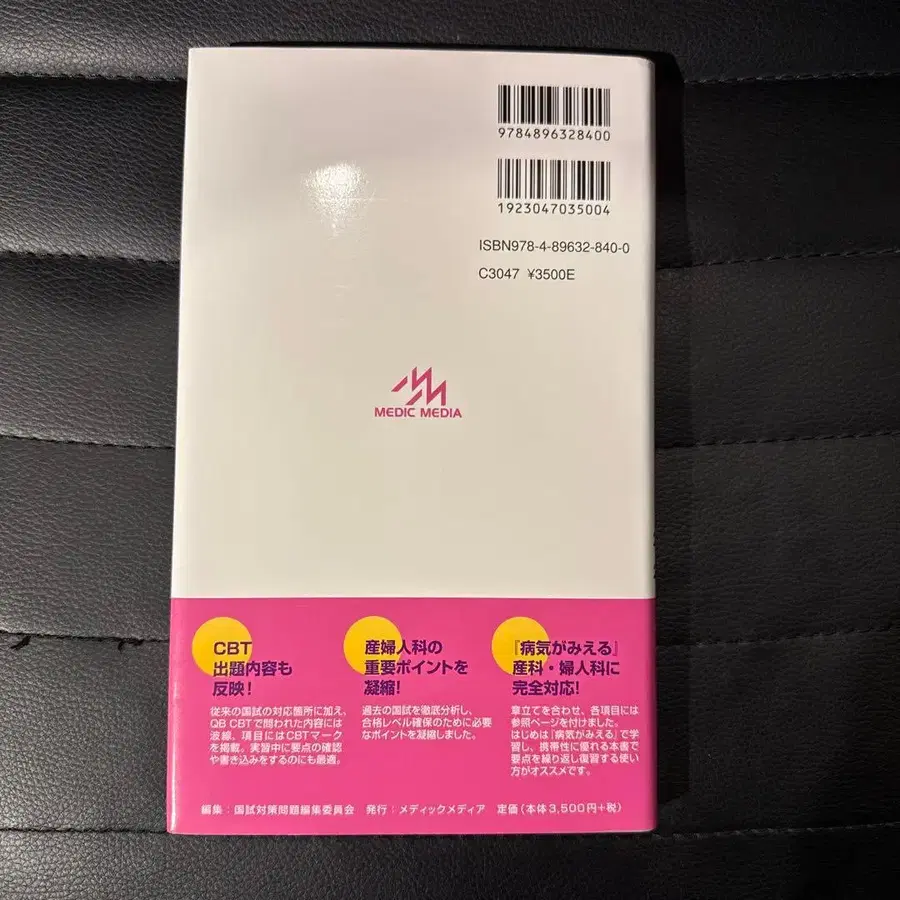 9784896328400
1923047035004
ISBN978-4-89632-840-0
C3047 ¥3500E
MEDIC MEDIA
CBT
出題内容も
反映！
従来の国試の対応箇所に加え、
QB CBTで問われた内容には
波線、項目にはCBTマーク
を掲載。実習中に要点の確認
や書き込みをするのにも最適。
産婦人科の
重要ポイントを
凝縮！
過去の国試を徹底分析し、
合格レベル確保のために必要
なポイントを凝縮しました。
『病気がみえる』
産科・婦人科に
完全対応！
章立てを合わせ、各項目には
参照ページを付けました。
はじめは『病気がみえる』で学
習し、携帯性に優れる本書で
要点を繰り返し復習する使い
方がオススメです。
編集：国試対策問題編集委員会 発行：メディックメディア 定価（本体3,500円+税）